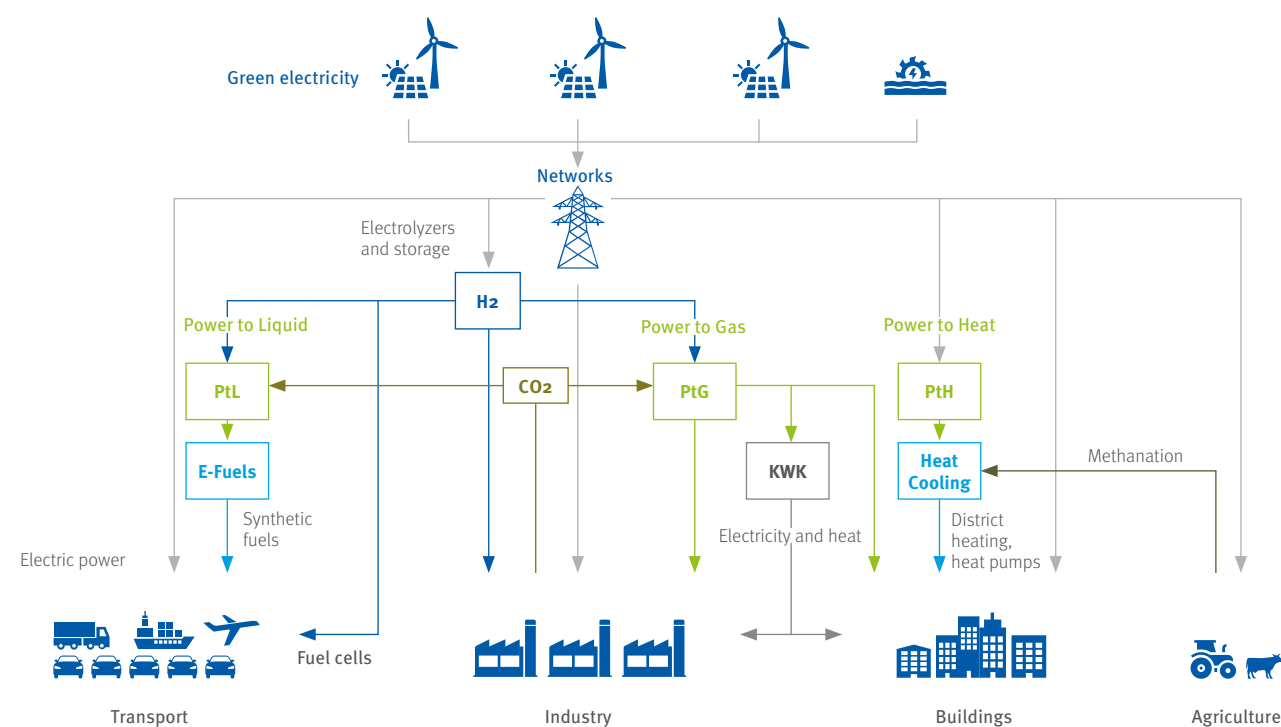 Green electricity
Networks
Electrolyzers
and storage
H2
Power to Liquid
Power to Gas
Power to Heat
PtL
CO2
PtG
PtH
E-Fuels
KWK
Heat
Cooling
Methanation
Synthetic
fuels
Electricity and heat
District
heating,
heat pumps
Electric power
Fuel cells
Transport
Industry
Buildings
Agriculture